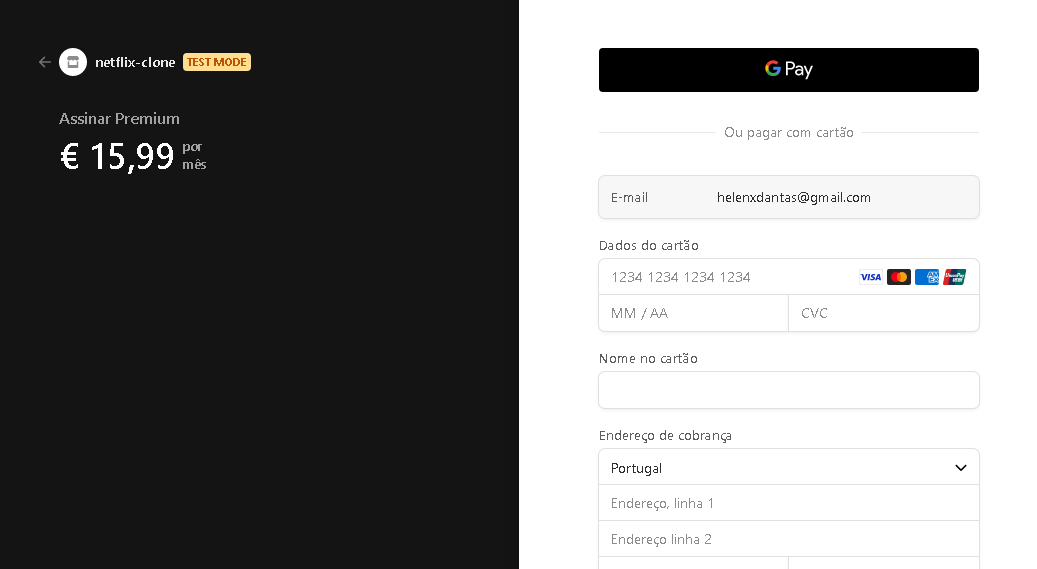 netflix-clone TEST MODE
Assinar Premium
€ 15,99 por
mês
G Pay
Ou pagar com cartão
E-mail helenxdantas@gmail.com
Dados do cartão
1234 1234 1234 1234 VISA
MM / AA CVC
Nome no cartão
Endereço de cobrança
Portugal
Endereço, linha 1
Endereço linha 2